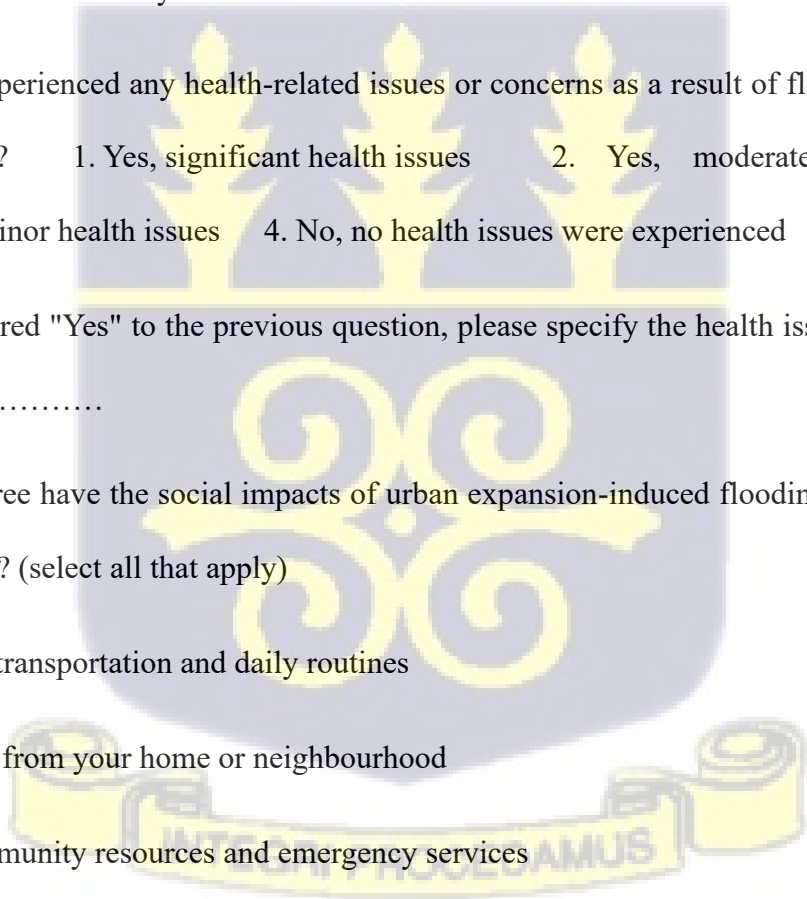 perienced any health-related issues or concerns as a result of fl
? 1. Yes, significant health issues 2. Yes, moderate
inor health issues 4. No, no health issues were experienced
red "Yes" to the previous question, please specify the health iss
..........
ree have the social impacts of urban expansion-induced floodin
? (select all that apply)
transportation and daily routines
from your home or neighbourhood
munity resources and emergency services
INTEGRI PROCEDAMUS